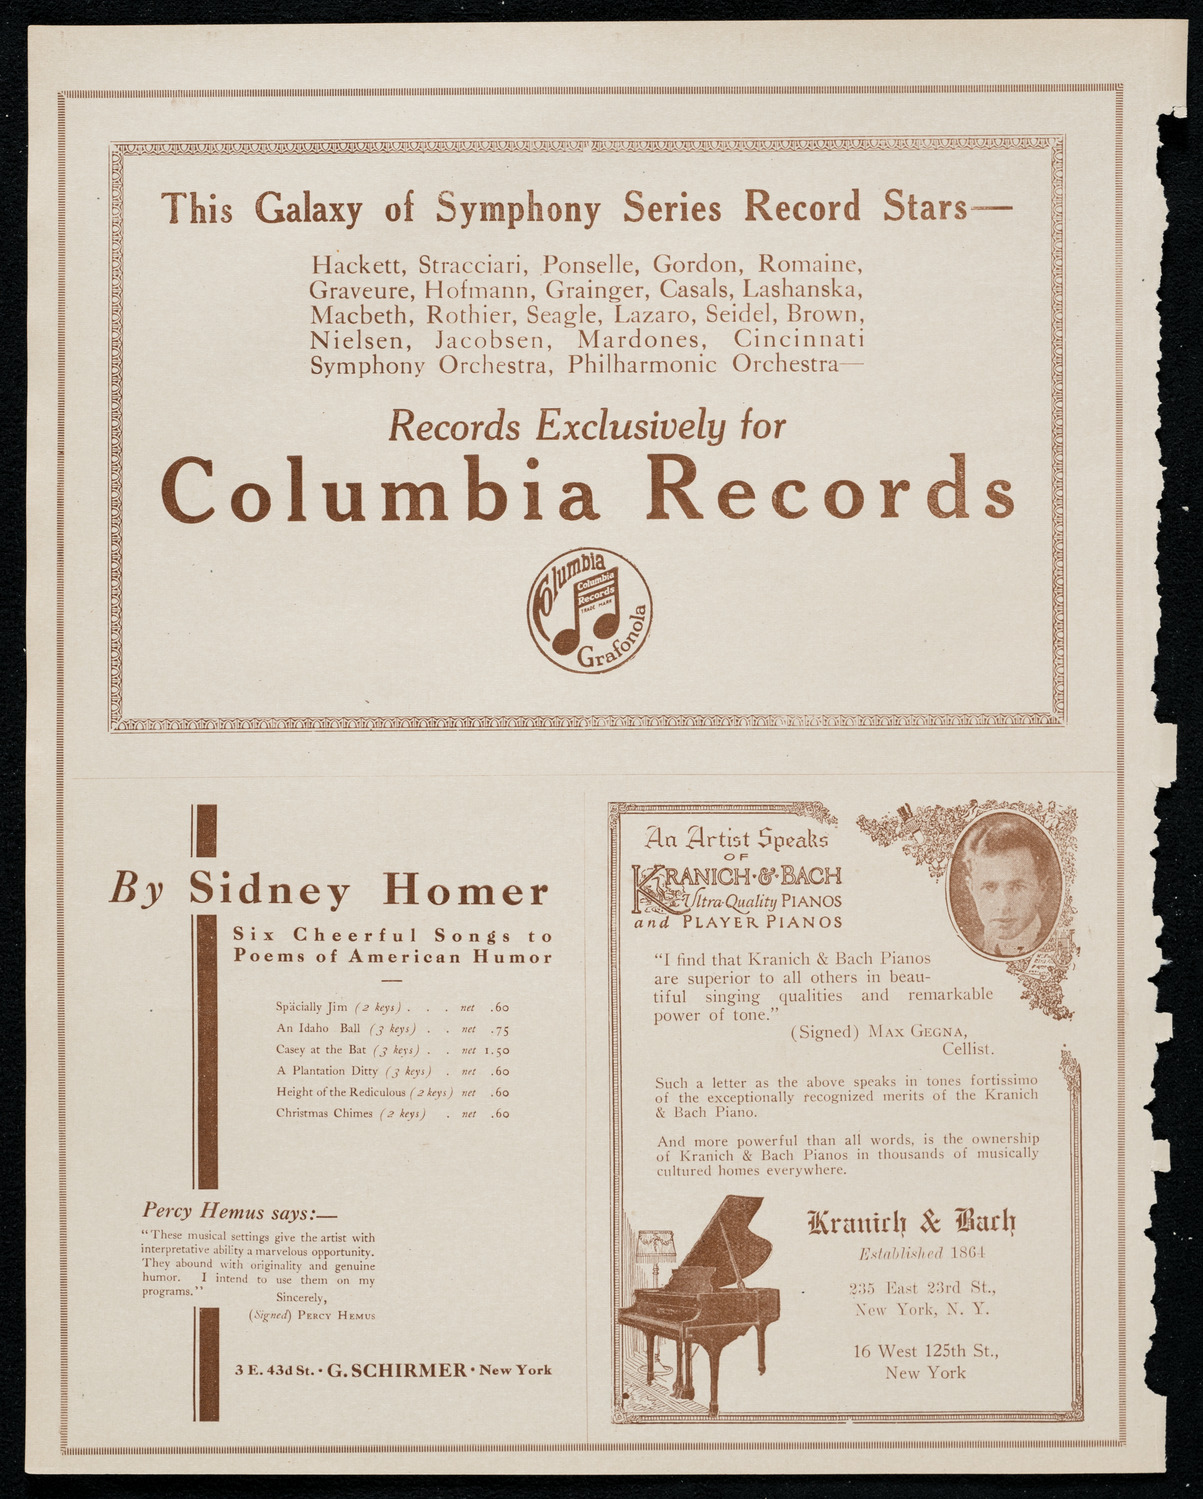 This Galaxy of Symphony Series Record Stars—
Hackett, Stracciari, Ponselle, Gordon, Romaine,
Graveure, Hofmann, Grainger, Casals, Lashanska,
Macbeth, Rothier, Seagle, Lazaro, Seidel, Brown,
Nielsen, Jacobsen, Mardones, Cincinnati
Symphony Orchestra, Philharmonic Orchestra—
Records Exclusively for
Columbia Records
Columbia
Columbia
Records
TRADE MARK
Grafonola
By Sidney Homer
Six Cheerful Songs to
Poems of American Humor
Späcially Jim (2 keys) . . . net .60
An Idaho Ball (3 keys) . . net .75
Casey at the Bat (3 keys) . . net 1.50
A Plantation Ditty (3 keys) . net .60
Height of the Rediculous (2 keys) net .60
Christmas Chimes (2 keys) . net .60
Percy Hemus says:—
“These musical settings give the artist with
interpretative ability a marvelous opportunity.
They abound with originality and genuine
humor. I intend to use them on my
programs.”
Sincerely,
(Signed) PERCY HEMUS
3 E. 43d St. · G. SCHIRMER · New York
An Artist Speaks
OF
KRANICH·&·BACH
Ultra-Quality PIANOS
and PLAYER PIANOS
“I find that Kranich & Bach Pianos
are superior to all others in beau-
tiful singing qualities and remarkable
power of tone.”
(Signed) MAX GEGNA,
Cellist.
Such a letter as the above speaks in tones fortissimo
of the exceptionally recognized merits of the Kranich
& Bach Piano.
And more powerful than all words, is the ownership
of Kranich & Bach Pianos in thousands of musically
cultured homes everywhere.
Kranich & Bach
Established 1864
235 East 23rd St.,
New York, N. Y.
16 West 125th St.,
New York